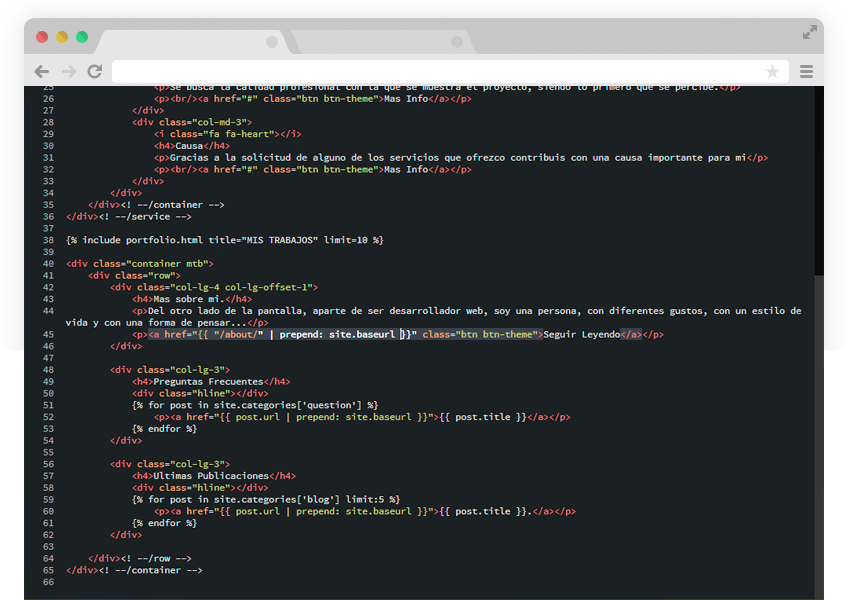 25 <p>Se busca la calidad profesional con la que se muestra el proyecto, siendo lo primero que se percibe.</p>
26 <p><br/><a href="#" class="btn btn-theme">Mas Info</a></p>
27 </div>
28 <div class="col-md-3">
29 <i class="fa fa-heart"></i>
30 <h4>Causa</h4>
31 <p>Gracias a la solicitud de alguno de los servicios que ofrezco contribuis con una causa importante para mi</p>
32 <p><br/><a href="#" class="btn btn-theme">Mas Info</a></p>
33 </div>
34 </div>
35 </div><! --/container -->
36 </div><! --/service -->
37
38 {% include portfolio.html title="MIS TRABAJOS" limit=10 %}
39
40 <div class="container mtb">
41 <div class="row">
42 <div class="col-lg-4 col-lg-offset-1">
43 <h4>Mas sobre mi.</h4>
44 <p>Del otro lado de la pantalla, aparte de ser desarrollador web, soy una persona, con diferentes gustos, con un estilo de
vida y con una forma de pensar...</p>
45 <p><a href="{{ "/about/" | prepend: site.baseurl }}" class="btn btn-theme">Seguir Leyendo</a></p>
46 </div>
47
48 <div class="col-lg-3">
49 <h4>Preguntas Frecuentes</h4>
50 <div class="hline"></div>
51 {% for post in site.categories['question'] %}
52 <p><a href="{{ post.url | prepend: site.baseurl }}">{{ post.title }}</a></p>
53 {% endfor %}
54 </div>
55
56 <div class="col-lg-3">
57 <h4>Ultimas Publicaciones</h4>
58 <div class="hline"></div>
59 {% for post in site.categories['blog'] limit:5 %}
60 <p><a href="{{ post.url | prepend: site.baseurl }}">{{ post.title }}.</a></p>
61 {% endfor %}
62 </div>
63
64 </div><! --/row -->
65 </div><! --/container -->
66